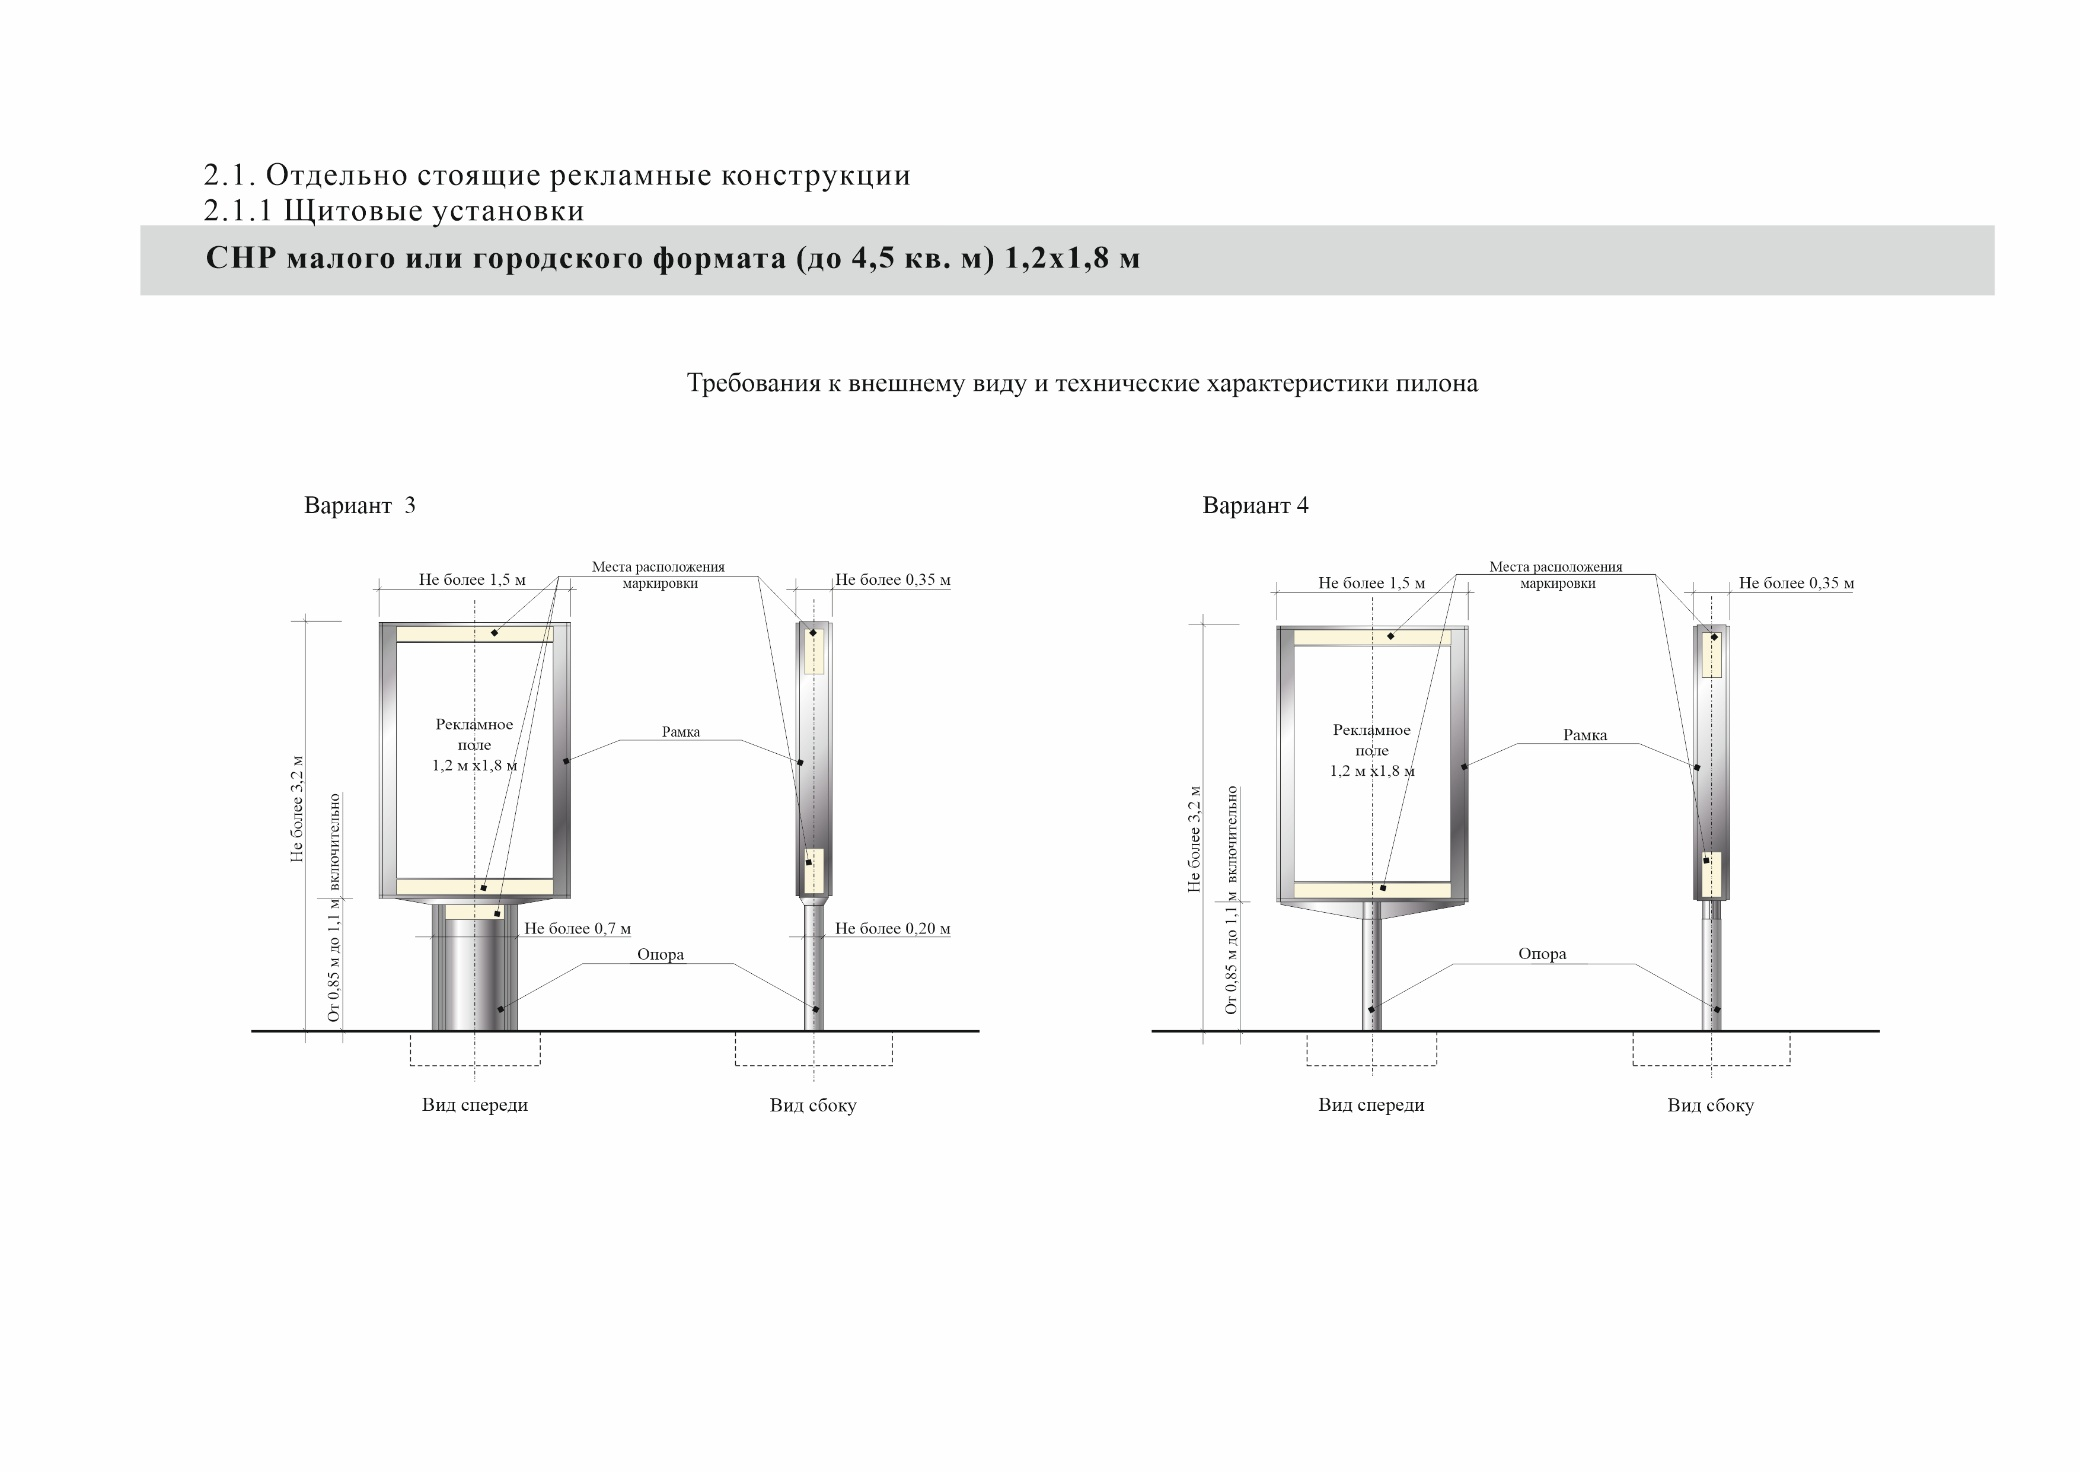 2.1. Отдельно стоящие рекламные конструкции
2.1.1 Щитовые установки
СНР малого или городского формата (до 4,5 кв. м) 1,2х1,8 м
Требования к внешнему виду и технические характеристики пилона
Вариант 3
Не более 1,5 м
Места расположения
маркировки
Не более 0,35 м
Рекламное
поле
1,2 м х1,8 м
Рамка
Не более 3,2 м
От 0,85 м до 1,1 м включительно
Не более 0,7 м
Не более 0,20 м
Опора
Вид спереди
Вид сбоку
Вариант 4
Не более 1,5 м
Места расположения
маркировки
Не более 0,35 м
Рекламное
поле
1,2 м х1,8 м
Рамка
Не более 3,2 м
От 0,85 м до 1,1 м включительно
Опора
Вид спереди
Вид сбоку